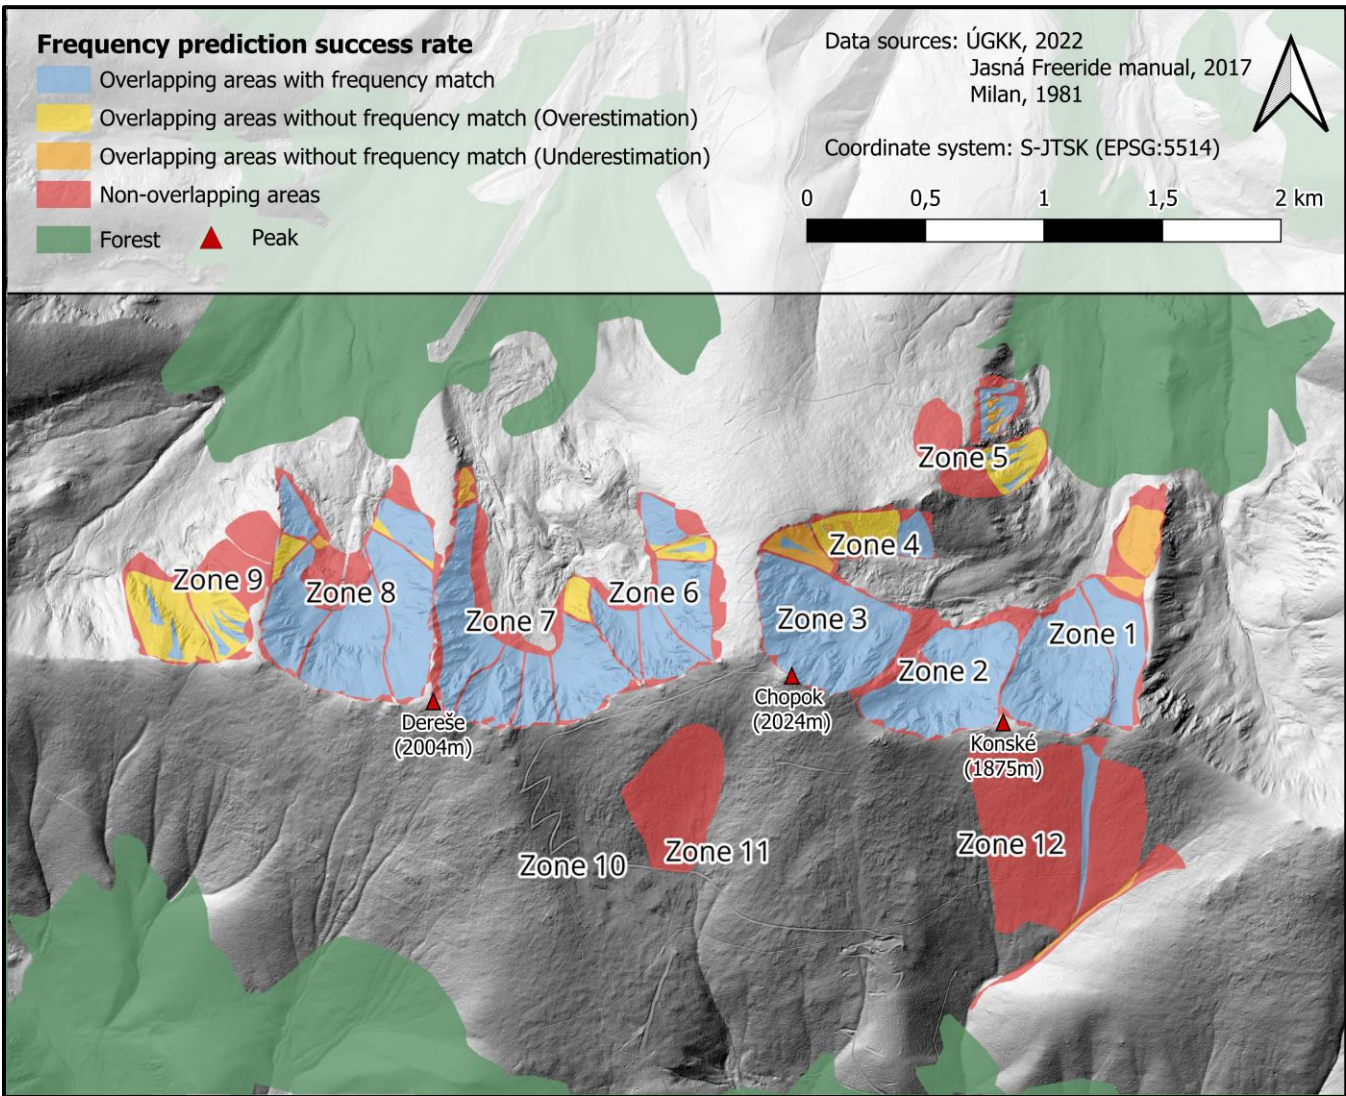 Frequency prediction success rate
Overlapping areas with frequency match
Overlapping areas without frequency match (Overestimation)
Overlapping areas without frequency match (Underestimation)
Non-overlapping areas
Forest
Peak
Data sources: ÚGKK, 2022
Jasná Freeride manual, 2017
Milan, 1981
Coordinate system: S-JTSK (EPSG:5514)
0 0,5 1 1,5 2 km
Zone 5
Zone 4
Zone 9
Zone 8
Zone 6
Zone 7
Zone 3
Zone 1
Zone 2
Chopok
(2024m)
Dereše
(2004m)
Konské
(1875m)
Zone 12
Zone 11
Zone 10